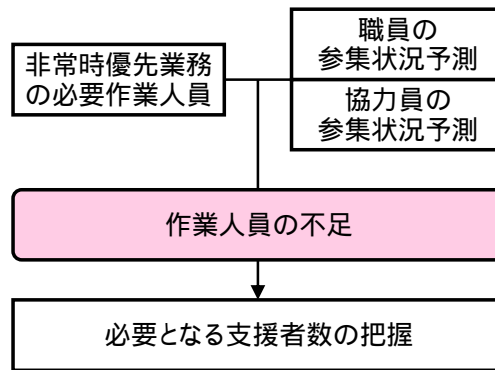 非常時優先業務
の必要作業人員
職員の
参集状況予測
協力員の
参集状況予測
作業人員の不足
必要となる支援者数の把握